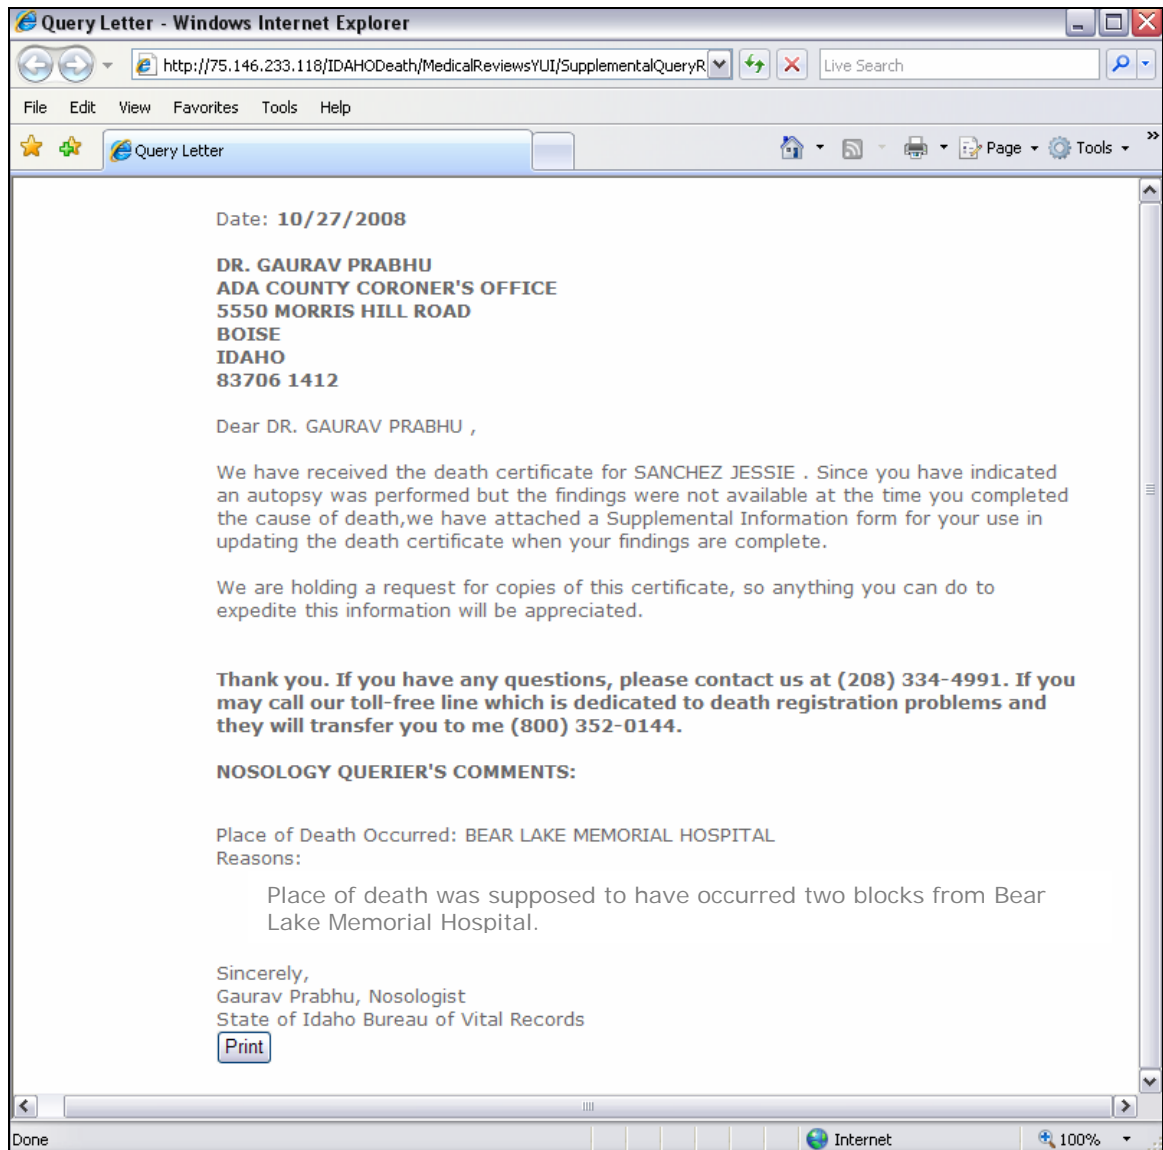 Query Letter - Windows Internet Explorer
http://75.146.233.118/IDAHODeath/MedicalReviewsYUI/SupplementalQueryR
Live Search
File Edit View Favorites Tools Help
Query Letter
Page Tools »
Date: 10/27/2008
DR. GAURAV PRABHU
ADA COUNTY CORONER'S OFFICE
5550 MORRIS HILL ROAD
BOISE
IDAHO
83706 1412
Dear DR. GAURAV PRABHU ,
We have received the death certificate for SANCHEZ JESSIE . Since you have indicated
an autopsy was performed but the findings were not available at the time you completed
the cause of death,we have attached a Supplemental Information form for your use in
updating the death certificate when your findings are complete.
We are holding a request for copies of this certificate, so anything you can do to
expedite this information will be appreciated.
Thank you. If you have any questions, please contact us at (208) 334-4991. If you
may call our toll-free line which is dedicated to death registration problems and
they will transfer you to me (800) 352-0144.
NOSOLOGY QUERIER'S COMMENTS:
Place of Death Occurred: BEAR LAKE MEMORIAL HOSPITAL
Reasons:
Place of death was supposed to have occurred two blocks from Bear
Lake Memorial Hospital.
Sincerely,
Gaurav Prabhu, Nosologist
State of Idaho Bureau of Vital Records
Print
Done Internet 100%